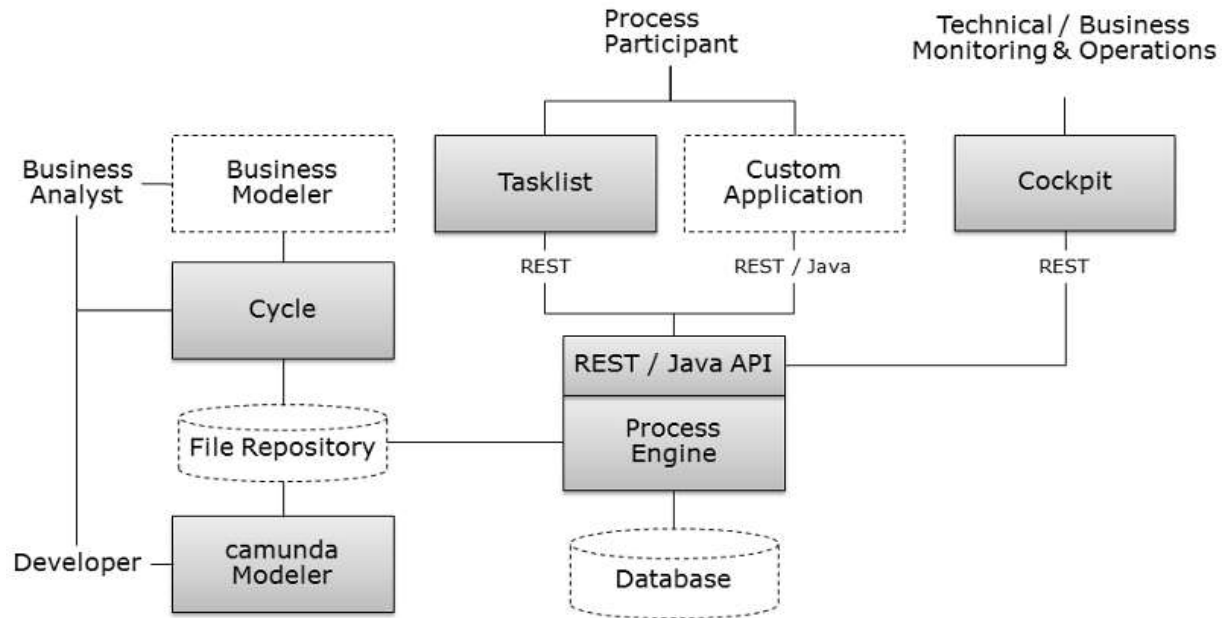 Process
Participant
Technical / Business
Monitoring & Operations
Business
Analyst
Business
Modeler
Tasklist
Custom
Application
Cockpit
REST
REST / Java
REST
Cycle
REST / Java API
File Repository
Process
Engine
Developer
camunda
Modeler
Database